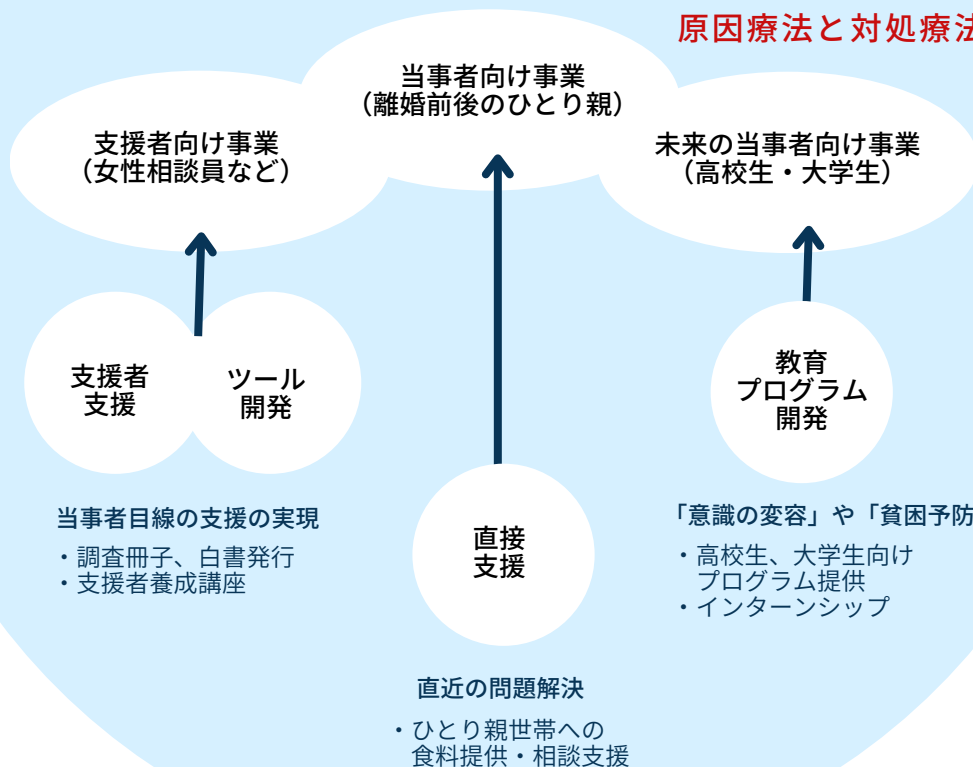 原因療法と対処療法
当事者向け事業
（離婚前後のひとり親）
支援者向け事業
（女性相談員など）
未来の当事者向け事業
（高校生・大学生）
支援者
支援
ツール
開発
教育
プログラム
開発
当事者目線の支援の実現
・調査冊子、白書発行
・支援者養成講座
直接
支援
「意識の変容」や「貧困予防
・高校生、大学生向け
プログラム提供
・インターンシップ
直近の問題解決
・ひとり親世帯への
食料提供・相談支援